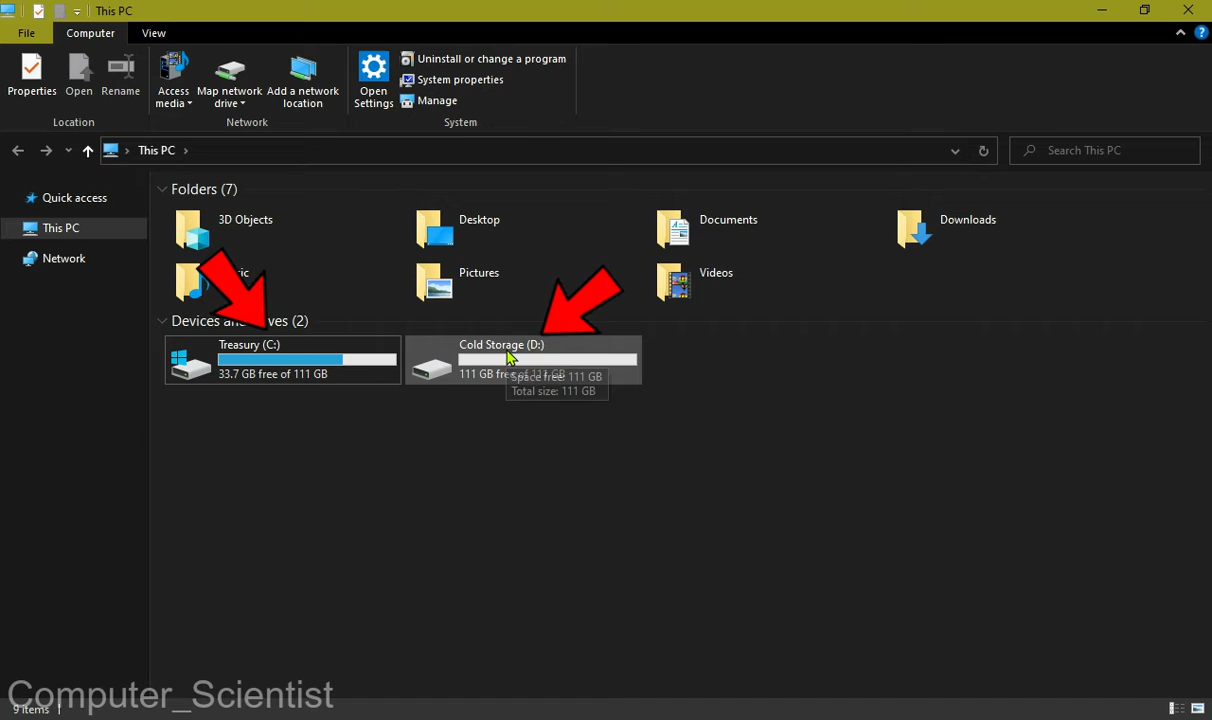 This PC
File
Computer
View
Properties
Open
Rename
Access
media
Map network
drive
Add a network
location
Open
Settings
Uninstall or change a program
System properties
Manage
Location
Network
System
This PC
Search This PC
Quick access
This PC
Network
Folders (7)
3D Objects
Desktop
Documents
Downloads
Pictures
Videos
Devices and drives (2)
Treasury (C:)
33.7 GB free of 111 GB
Cold Storage (D:)
111 GB free of 111 GB
Space free: 111 GB
Total size: 111 GB
Computer_Scientist
9 items